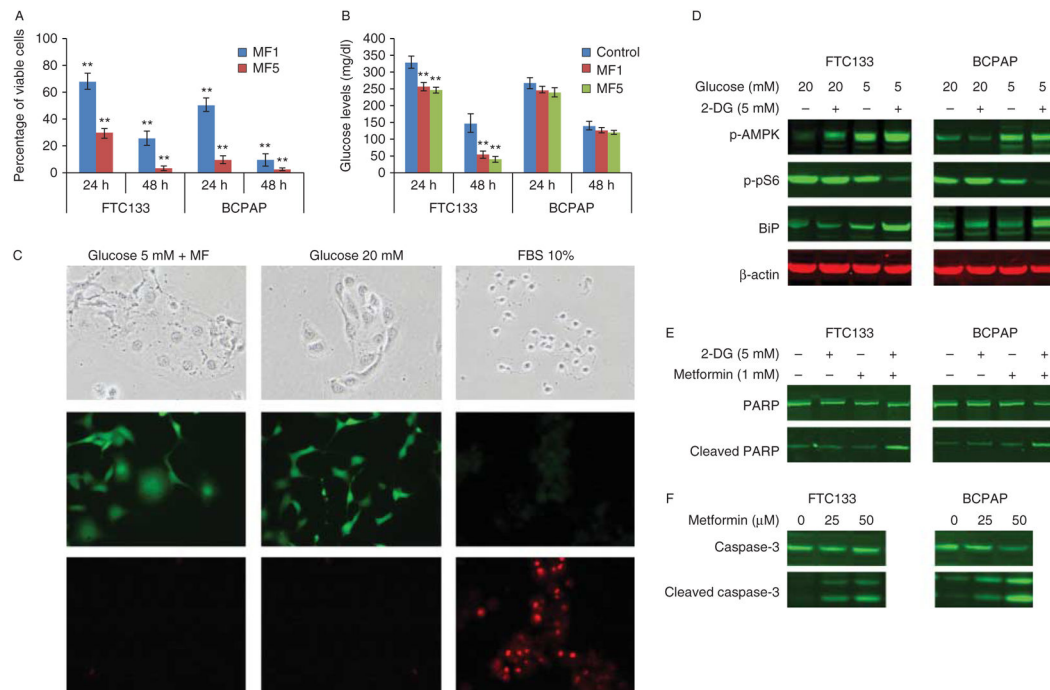 A
Percentage of viable cells
100
80
60
40
20
0
MF1
MF5
** ** ** ** ** ** ** **
24 h 48 h 24 h 48 h
FTC133 BCPAP
B
Glucose levels (mg/dl)
400
350
300
250
200
150
100
50
0
Control
MF1
MF5
** ** ** **
24 h 48 h 24 h 48 h
FTC133 BCPAP
C
Glucose 5 mM + MF Glucose 20 mM FBS 10%
D
FTC133 BCPAP
Glucose (mM) 20 20 5 5 20 20 5 5
2-DG (5 mM) – + – + – + – +
p-AMPK
p-pS6
BiP
β-actin
E
FTC133 BCPAP
2-DG (5 mM) – + – + – + – +
Metformin (1 mM) – – + + – – + +
PARP
Cleaved PARP
F
FTC133 BCPAP
Metformin (μM) 0 25 50 0 25 50
Caspase-3
Cleaved caspase-3